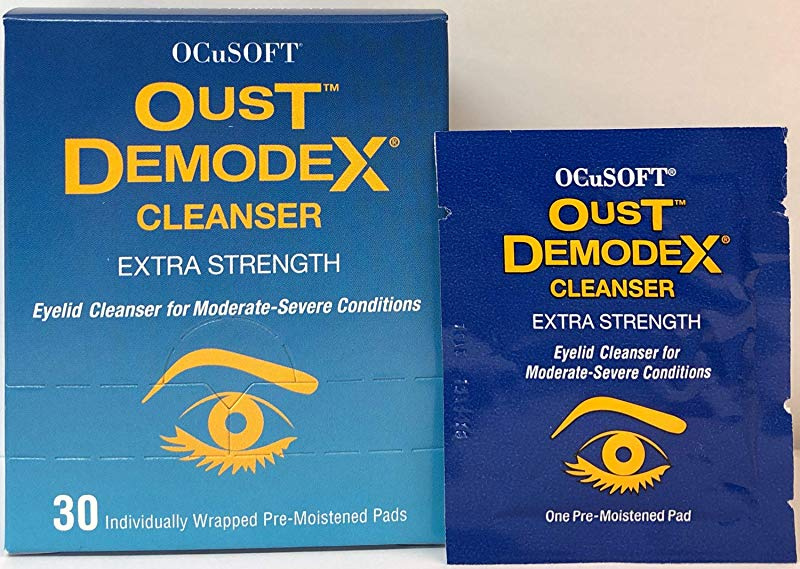 OCuSOFT®
OUST™
DEMODEX®
CLEANSER
EXTRA STRENGTH
Eyelid Cleanser for Moderate-Severe Conditions
30 Individually Wrapped Pre-Moistened Pads
OCuSOFT®
OUST™
DEMODEX®
CLEANSER
EXTRA STRENGTH
Eyelid Cleanser for
Moderate-Severe Conditions
One Pre-Moistened Pad